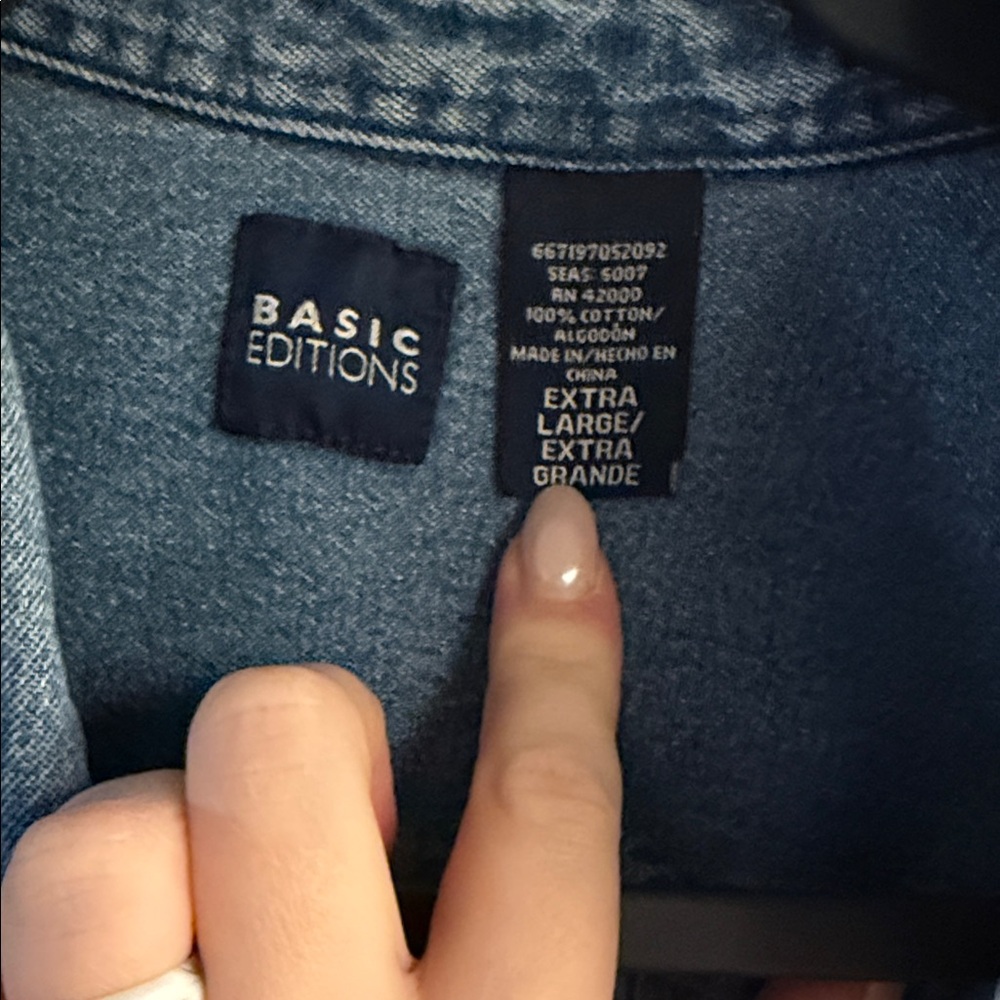 BASIC
EDITIONS
667197052092
SEAS: S007
RN 42000
100% COTTON/
ALGODÓN
MADE IN/HECHO EN
CHINA
EXTRA
LARGE/
EXTRA
GRANDE